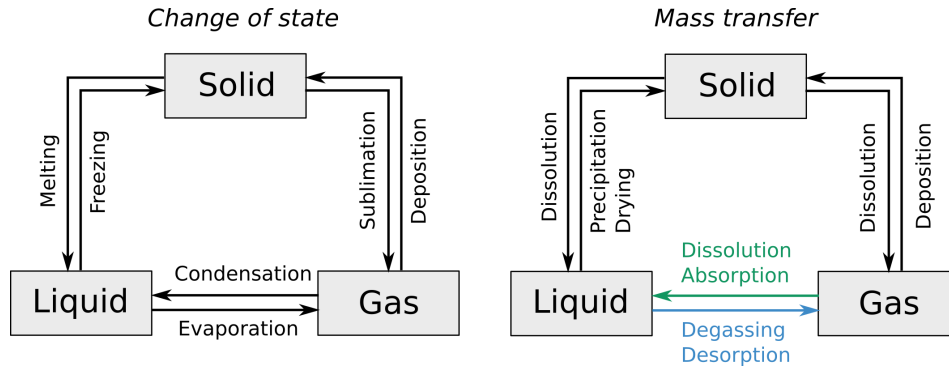 Change of state
Solid
Melting
Freezing
Sublimation
Deposition
Condensation
Liquid
Gas
Evaporation
Mass transfer
Solid
Dissolution
Precipitation
Drying
Dissolution
Deposition
Dissolution
Absorption
Liquid
Gas
Degassing
Desorption